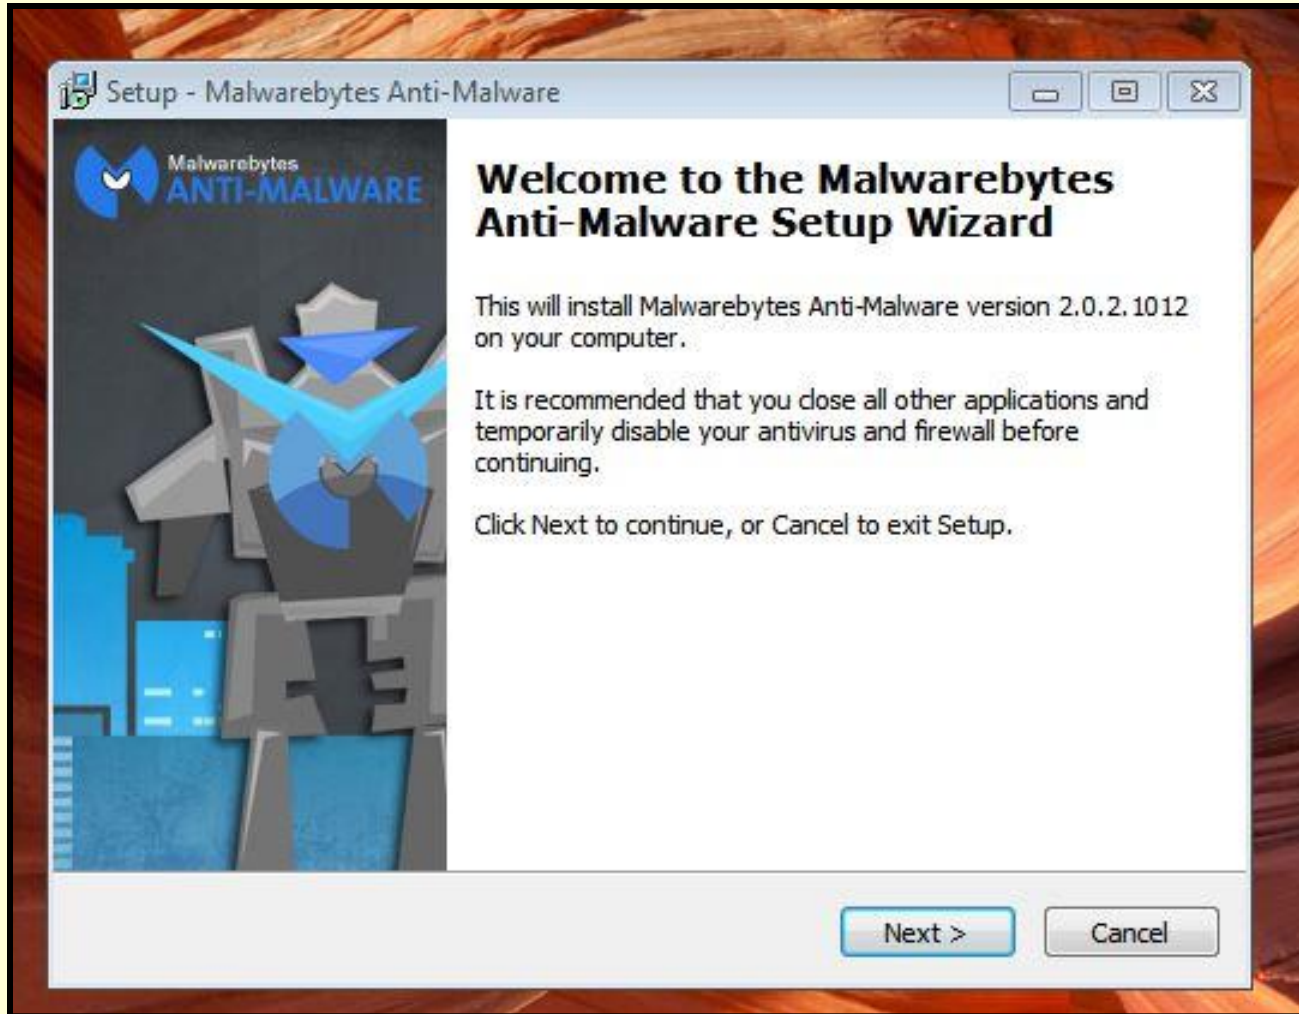 Setup - Malwarebytes Anti-Malware
Malwarebytes
ANTI-MALWARE
Welcome to the Malwarebytes
Anti-Malware Setup Wizard
This will install Malwarebytes Anti-Malware version 2.0.2.1012
on your computer.
It is recommended that you close all other applications and
temporarily disable your antivirus and firewall before
continuing.
Click Next to continue, or Cancel to exit Setup.
Next >
Cancel